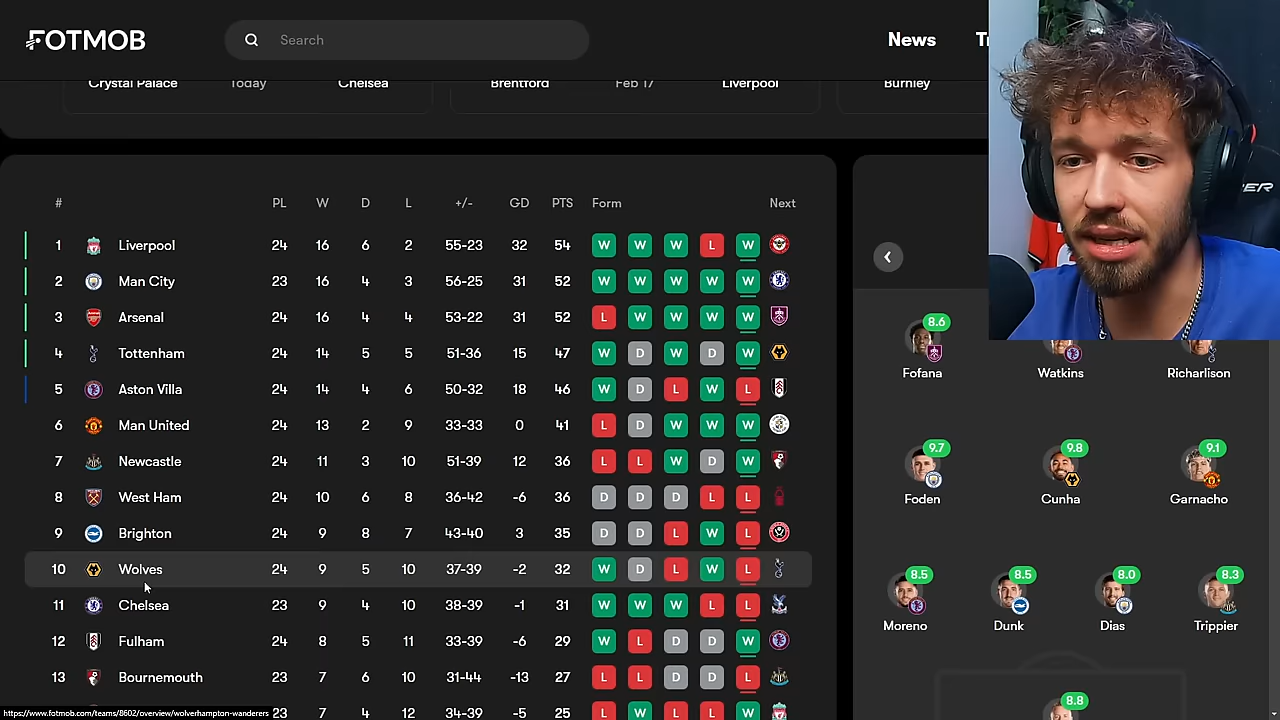 FOTMOB Search News
Crystal Palace Today Chelsea Brentford Feb 17 Liverpool Burnley
# PL W D L +/- GD PTS Form Next
1 Liverpool 24 16 6 2 55-23 32 54 W W W L W
2 Man City 23 16 4 3 56-25 31 52 W W W W W
3 Arsenal 24 16 4 4 53-22 31 52 L W W W W
4 Tottenham 24 14 5 5 51-36 15 47 W D W D W
5 Aston Villa 24 14 4 6 50-32 18 46 W D L W L
6 Man United 24 13 2 9 33-33 0 41 L D W W W
7 Newcastle 24 11 3 10 51-39 12 36 L L W D W
8 West Ham 24 10 6 8 36-42 -6 36 D D D L L
9 Brighton 24 9 8 7 43-40 3 35 D D L W L
10 Wolves 24 9 5 10 37-39 -2 32 W D L W L
11 Chelsea 23 9 4 10 38-39 -1 31 W W W L L
12 Fulham 24 8 5 11 33-39 -6 29 W L D D W
13 Bournemouth 23 7 6 10 31-44 -13 27 L L D D L
23 7 4 12 34-39 -5 25 L W L L W
https://www.fotmob.com/teams/8602/overview/wolverhampton-wanderers
8.6
Fofana Watkins Richarlison
9.7 9.8 9.1
Foden Cunha Garnacho
8.5 8.5 8.0 8.3
Moreno Dunk Dias Trippier
8.8